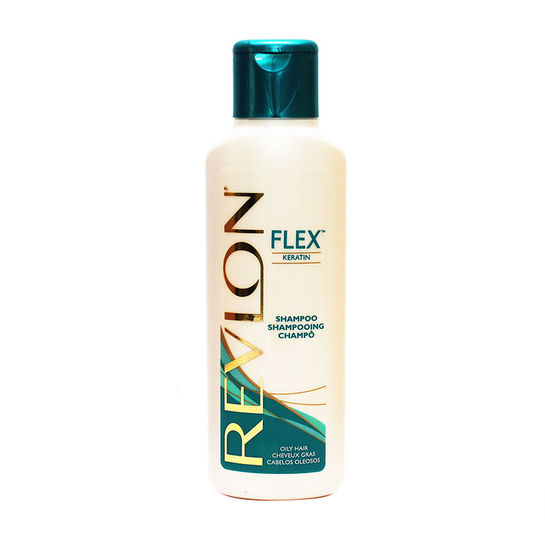 REVLON®
FLEX™
KERATIN
SHAMPOO
SHAMPOOING
CHAMPÔ
OILY HAIR
CHEVEUX GRAS
CABELOS OLEOSOS